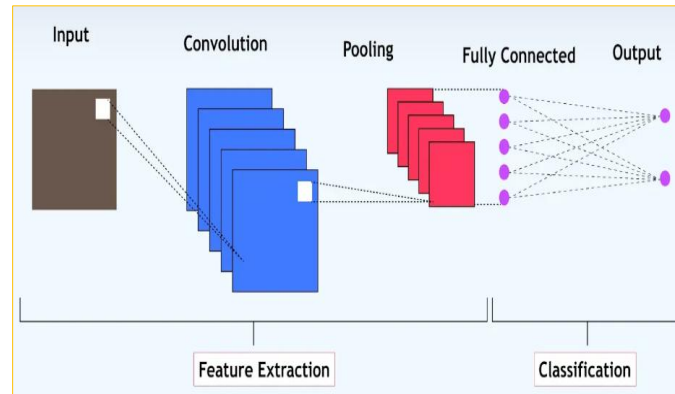 Input
Convolution
Pooling
Fully Connected
Output
Feature Extraction
Classification